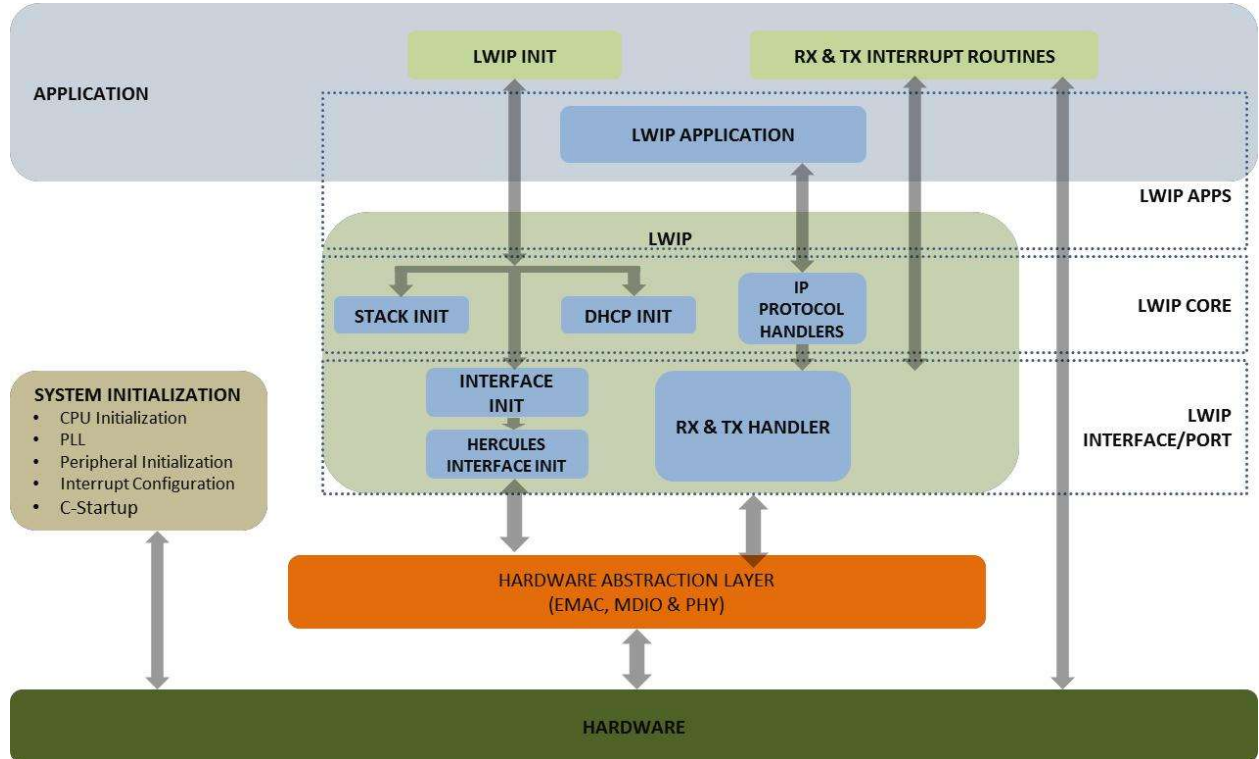 LWIP INIT
RX & TX INTERRUPT ROUTINES
APPLICATION
LWIP APPLICATION
LWIP APPS
LWIP
STACK INIT
DHCP INIT
IP
PROTOCOL
HANDLERS
LWIP CORE
SYSTEM INITIALIZATION
• CPU Initialization
• PLL
• Peripheral Initialization
• Interrupt Configuration
• C-Startup
INTERFACE
INIT
HERCULES
INTERFACE INIT
RX & TX HANDLER
LWIP
INTERFACE/PORT
HARDWARE ABSTRACTION LAYER
(EMAC, MDIO & PHY)
HARDWARE